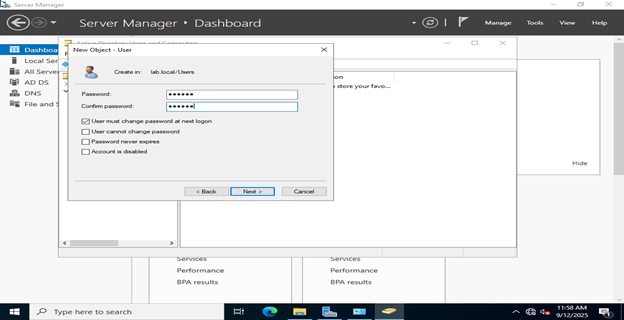 Server Manager
Server Manager • Dashboard
Manage
Tools
View
Help
Dashboa
Local Serv
All Server
AD DS
DNS
File and S
Active Directory Users and Computers
New Object - User
Create in: lab.local/Users
Password: ••••••
Confirm password: ••••••
User must change password at next logon
User cannot change password
Password never expires
Account is disabled
< Back
Next >
Cancel
on
store your favo...
Hide
Services
Performance
BPA results
Services
Performance
BPA results
Type here to search
11:58 AM
9/12/2025